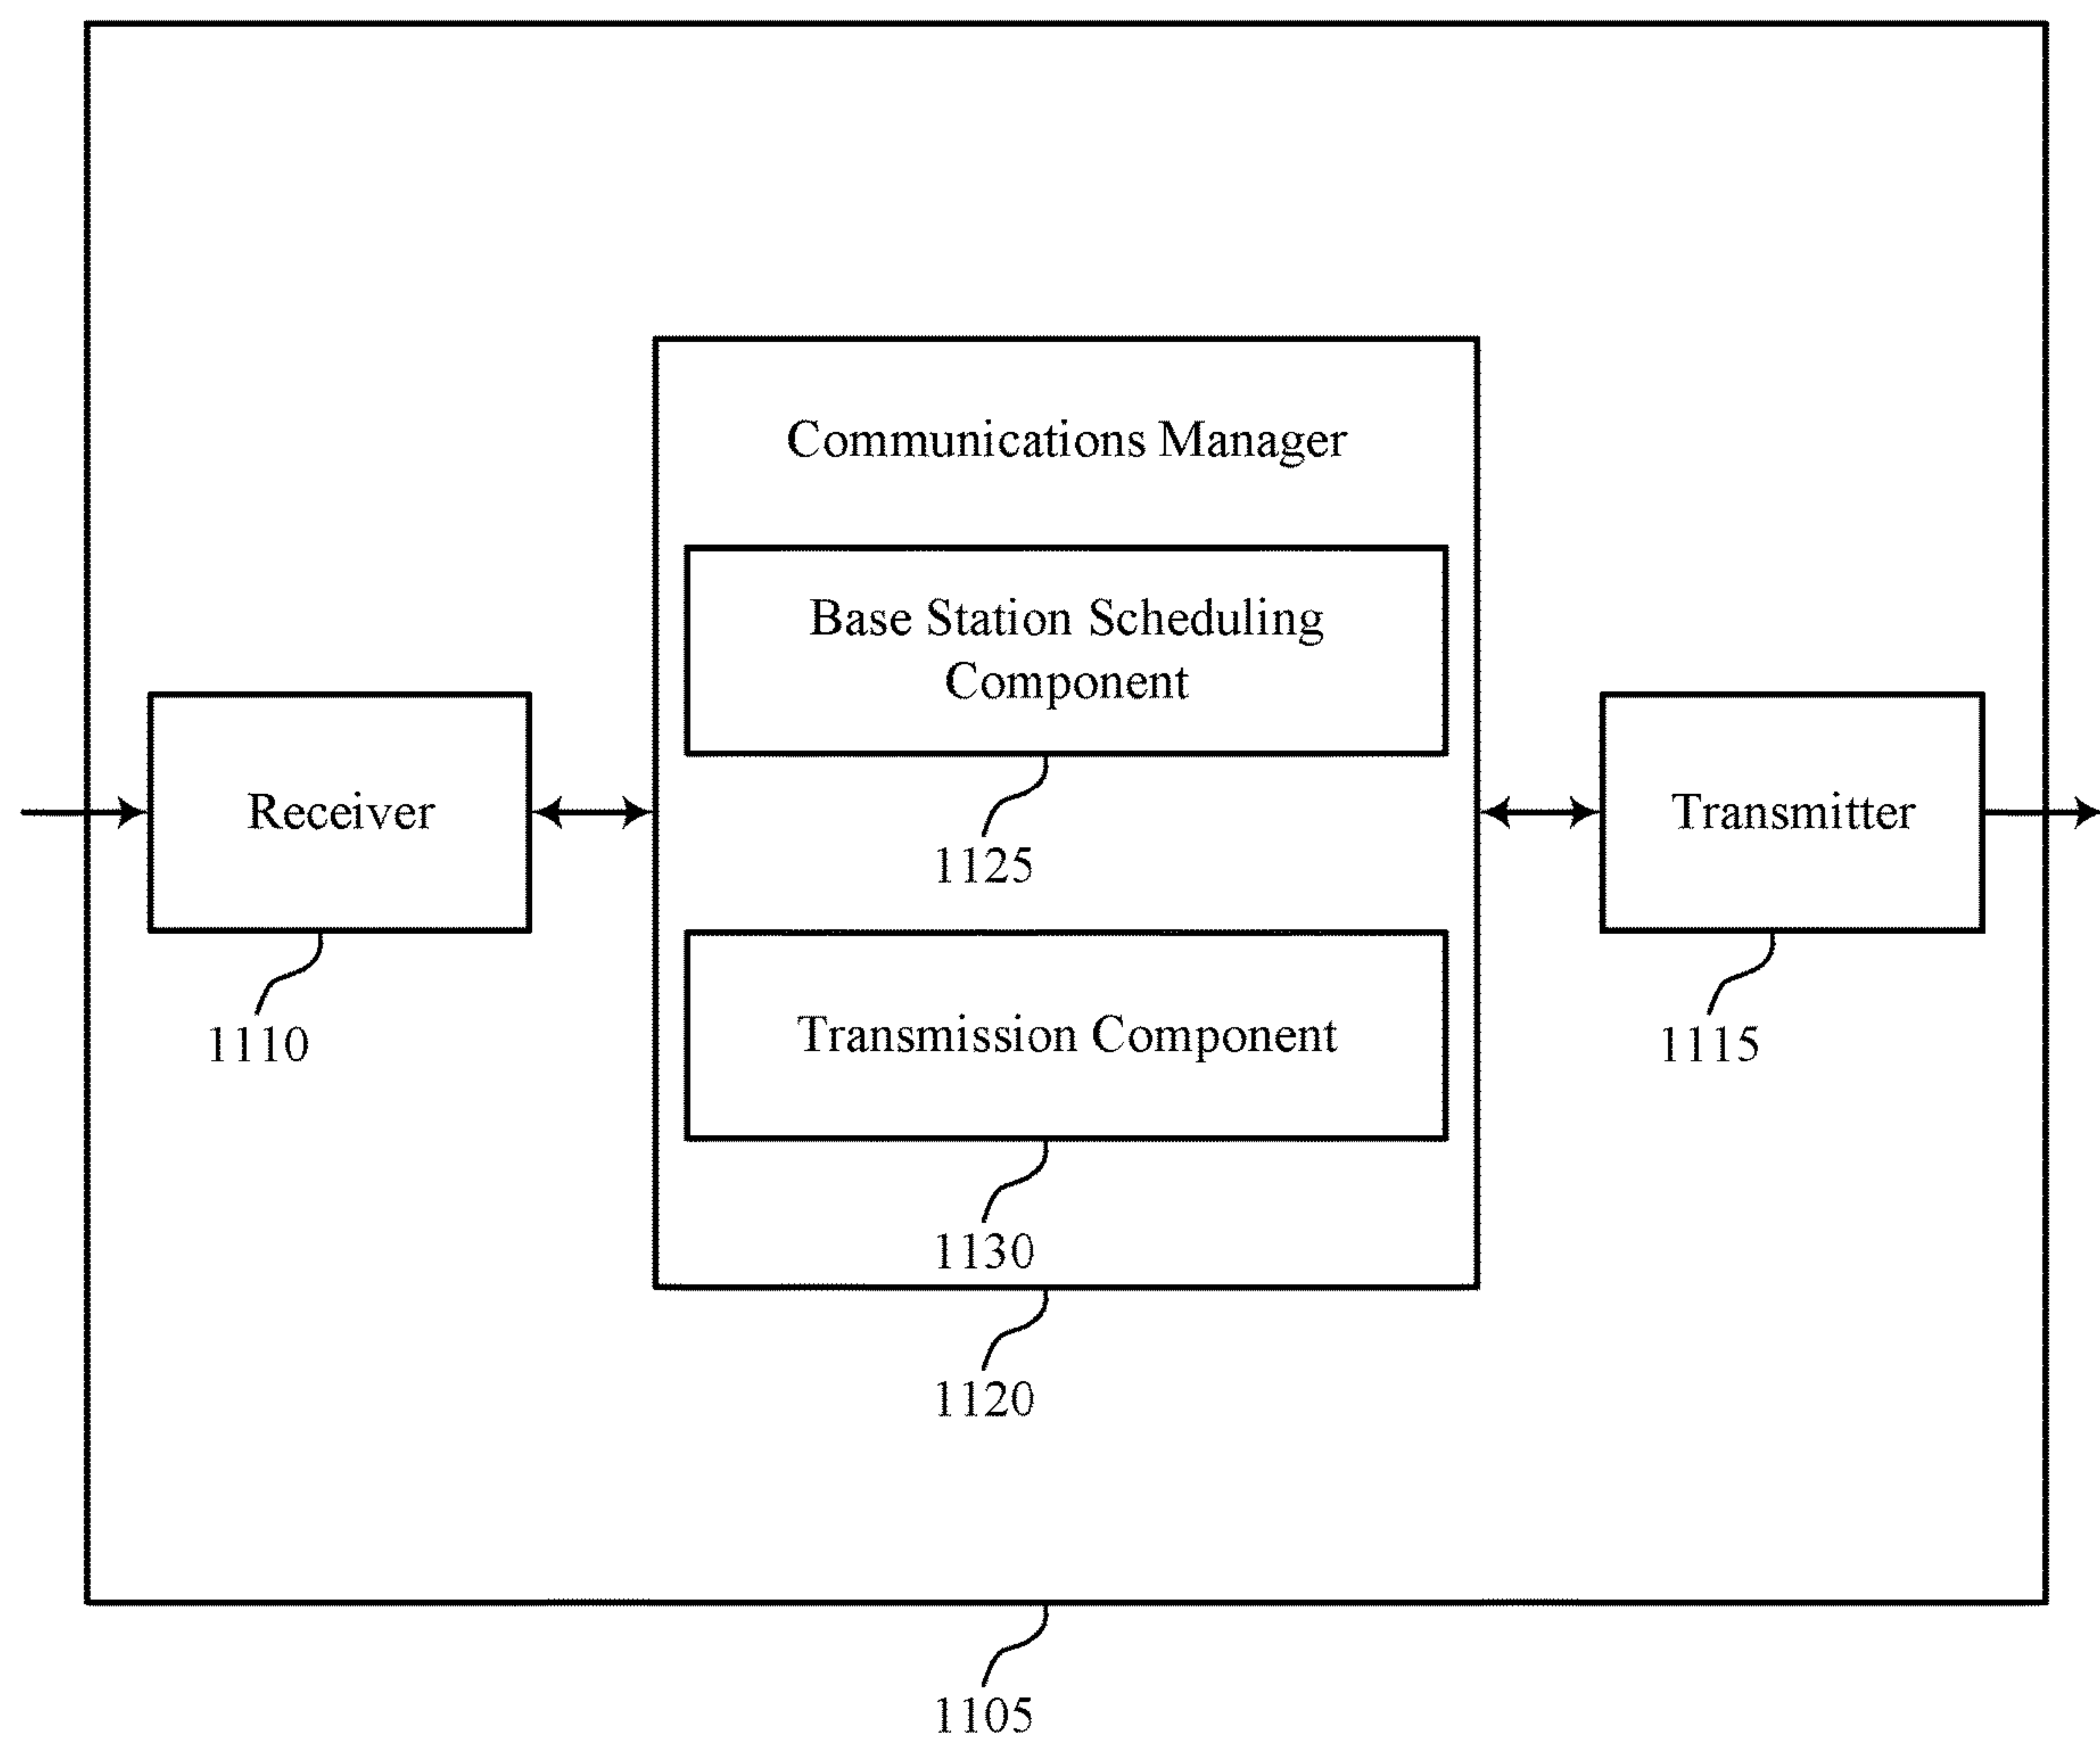 Communications Manager
Base Station Scheduling
Component
1125
Receiver
1110
Transmitter
1115
Transmission Component
1130
1120
1105